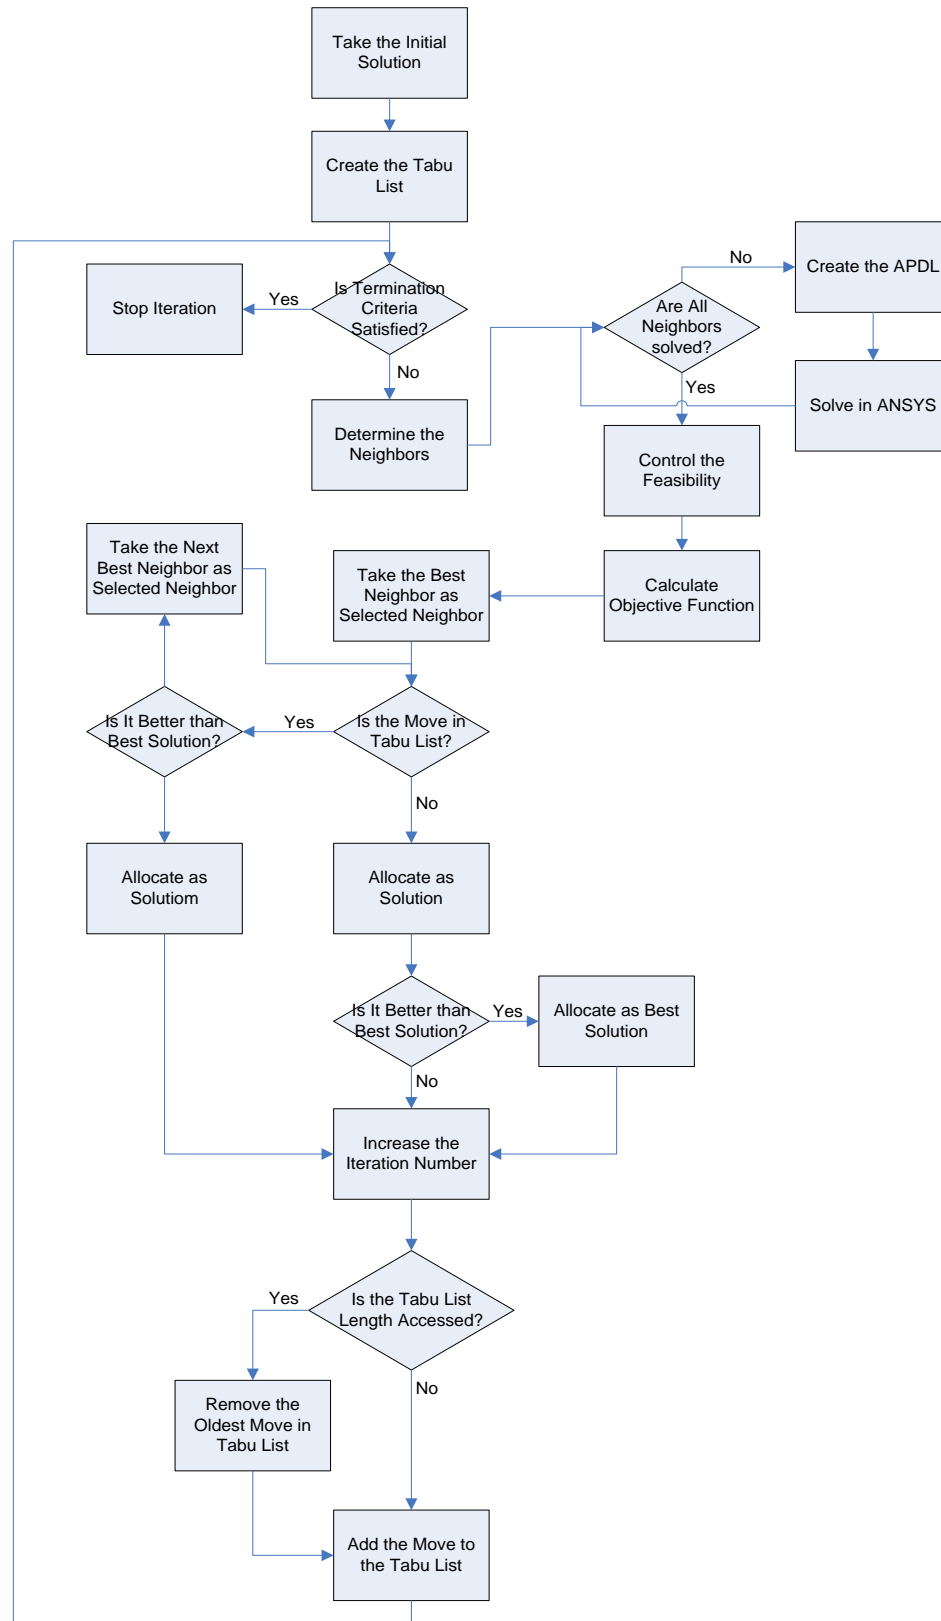 Take the Initial
Solution
Create the Tabu
List
Is Termination
Criteria
Satisfied?
Yes
Stop Iteration
No
Determine the
Neighbors
Are All
Neighbors
solved?
No
Create the APDL
Solve in ANSYS
Yes
Control the
Feasibility
Calculate
Objective Function
Take the Best
Neighbor as
Selected Neighbor
Take the Next
Best Neighbor as
Selected Neighbor
Is the Move in
Tabu List?
Yes
Is It Better than
Best Solution?
No
Allocate as
Solutiom
Allocate as
Solution
Is It Better than
Best Solution?
Yes
Allocate as Best
Solution
No
Increase the
Iteration Number
Is the Tabu List
Length Accessed?
Yes
No
Remove the
Oldest Move in
Tabu List
Add the Move to
the Tabu List